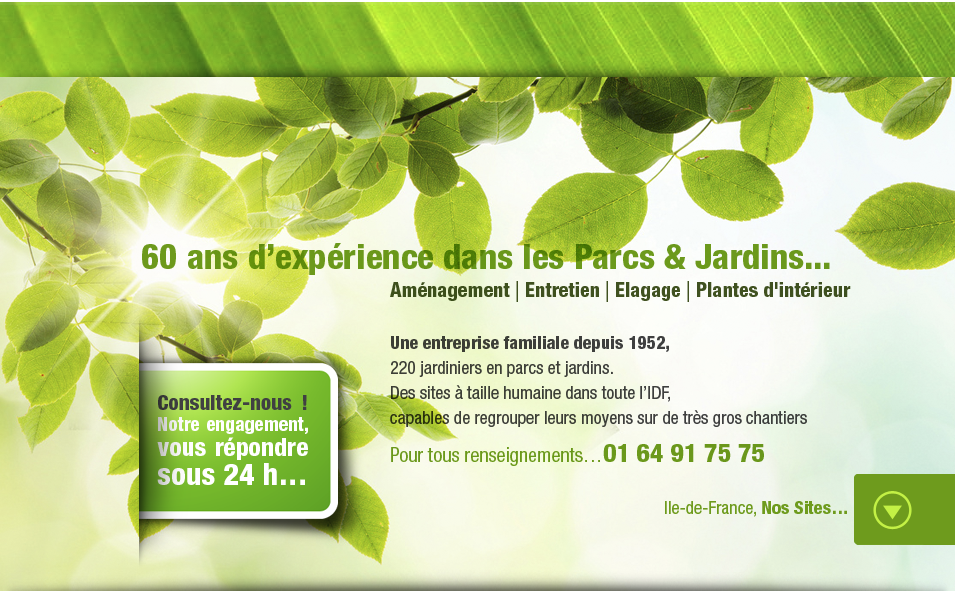 60 ans d’expérience dans les Parcs & Jardins...
Aménagement | Entretien | Elagage | Plantes d'intérieur
Une entreprise familiale depuis 1952,
220 jardiniers en parcs et jardins.
Des sites à taille humaine dans toute l’IDF,
capables de regrouper leurs moyens sur de très gros chantiers
Pour tous renseignements…01 64 91 75 75
Consultez-nous !
Notre engagement,
vous répondre
sous 24 h…
Ile-de-France, Nos Sites…